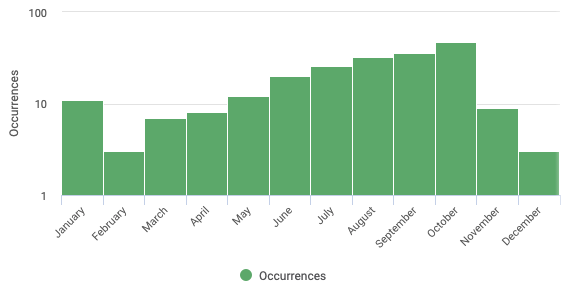 100
10
1
Occurrences
January
February
March
April
May
June
July
August
September
October
November
December
Occurrences